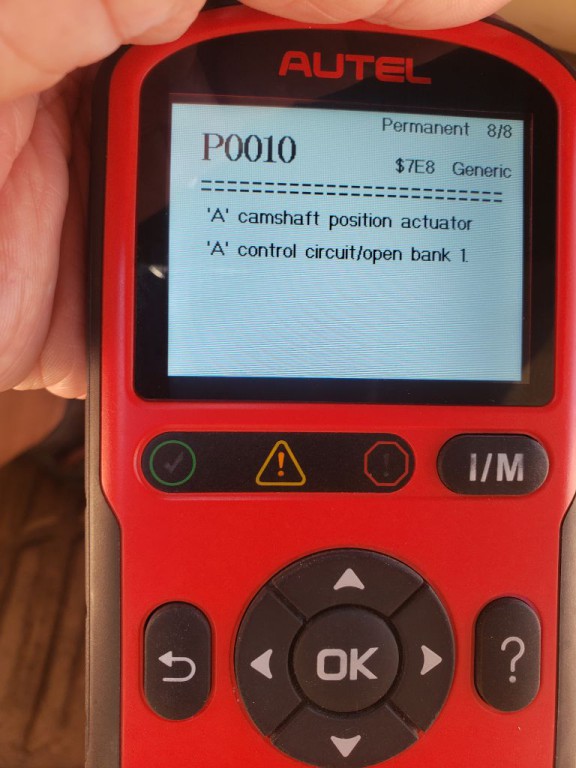 AUTEL
Permanent 8/8
P0010
$7E8 Generic
==============================
'A' camshaft position actuator
'A' control circuit/open bank 1.
I/M
OK
?